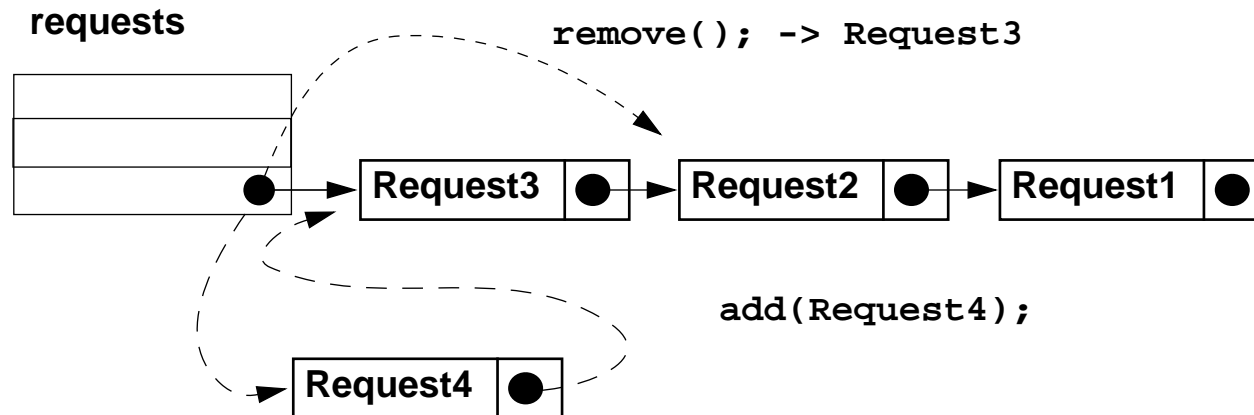 requests
remove(); -> Request3
Request3
Request2
Request1
add(Request4);
Request4